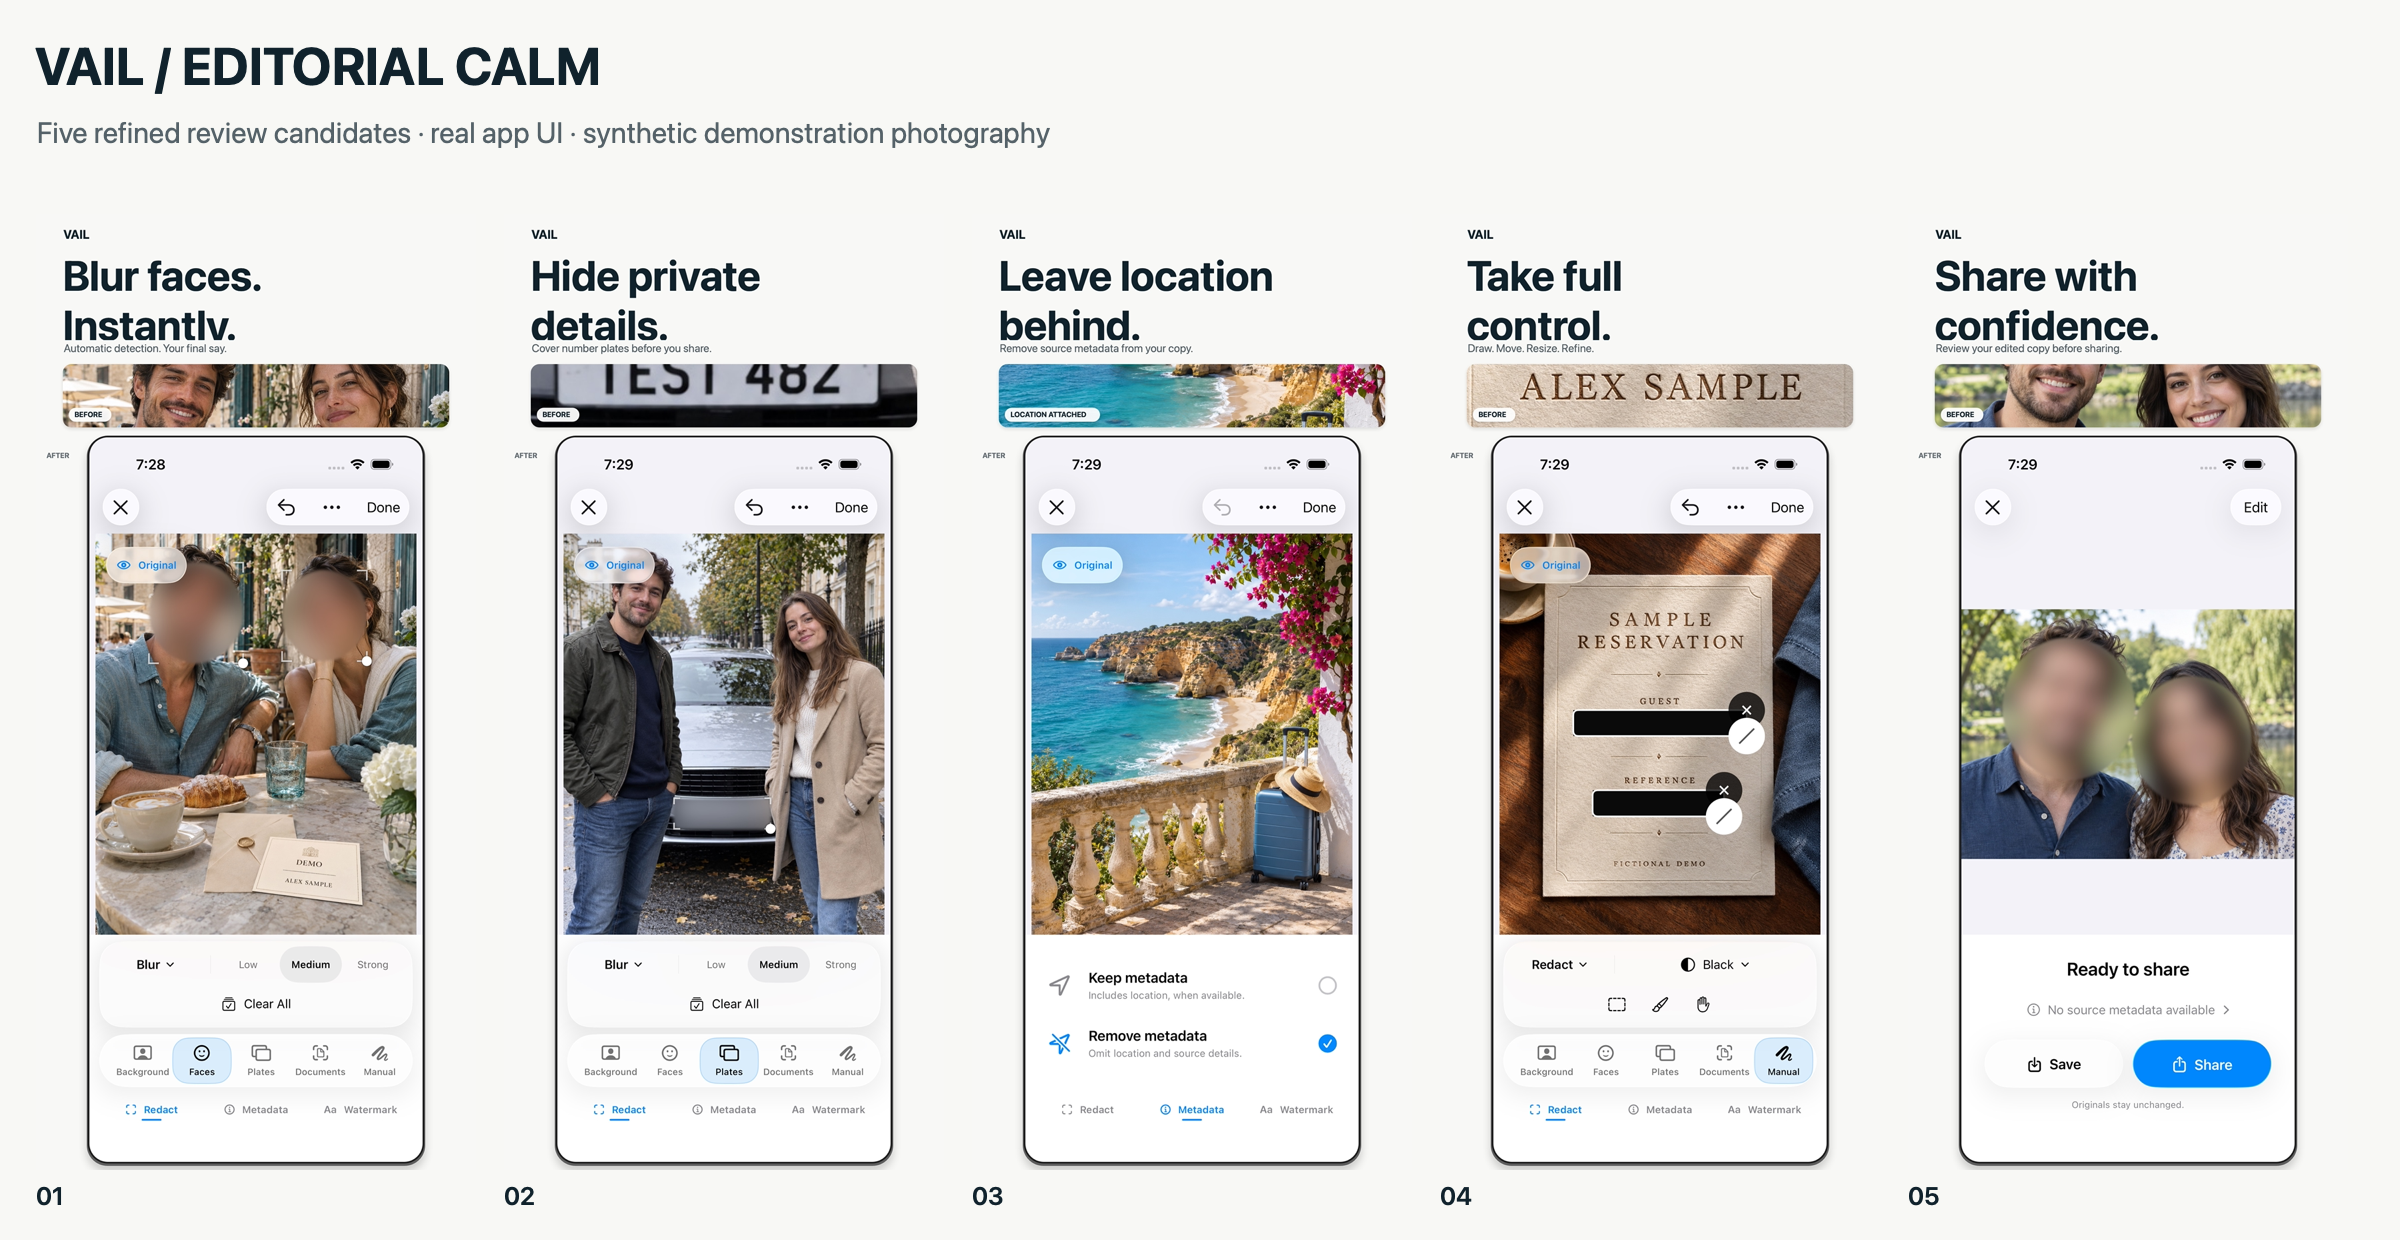 VAIL / EDITORIAL CALM
Five refined review candidates · real app UI · synthetic demonstration photography
VAIL
Blur faces.
Instantly.
Automatic detection. Your final say.
BEFORE
AFTER
7:28
Done
Original
DEMO
ALEX SAMPLE
Blur
Low
Medium
Strong
Clear All
Background
Faces
Plates
Documents
Manual
Redact
Metadata
Aa Watermark
01
VAIL
Hide private
details.
Cover number plates before you share.
TEST 482
BEFORE
AFTER
7:29
Done
Original
Blur
Low
Medium
Strong
Clear All
Background
Faces
Plates
Documents
Manual
Redact
Metadata
Aa Watermark
02
VAIL
Leave location
behind.
Remove source metadata from your copy.
LOCATION ATTACHED
AFTER
7:29
Done
Original
Keep metadata
Includes location, when available.
Remove metadata
Omit location and source details.
Redact
Metadata
Aa Watermark
03
VAIL
Take full
control.
Draw. Move. Resize. Refine.
ALEX SAMPLE
BEFORE
AFTER
7:29
Done
Original
SAMPLE
RESERVATION
GUEST
REFERENCE
FICTIONAL DEMO
Redact
Black
Background
Faces
Plates
Documents
Manual
Redact
Metadata
Aa Watermark
04
VAIL
Share with
confidence.
Review your edited copy before sharing.
BEFORE
AFTER
7:29
Edit
Ready to share
No source metadata available
Save
Share
Originals stay unchanged.
05